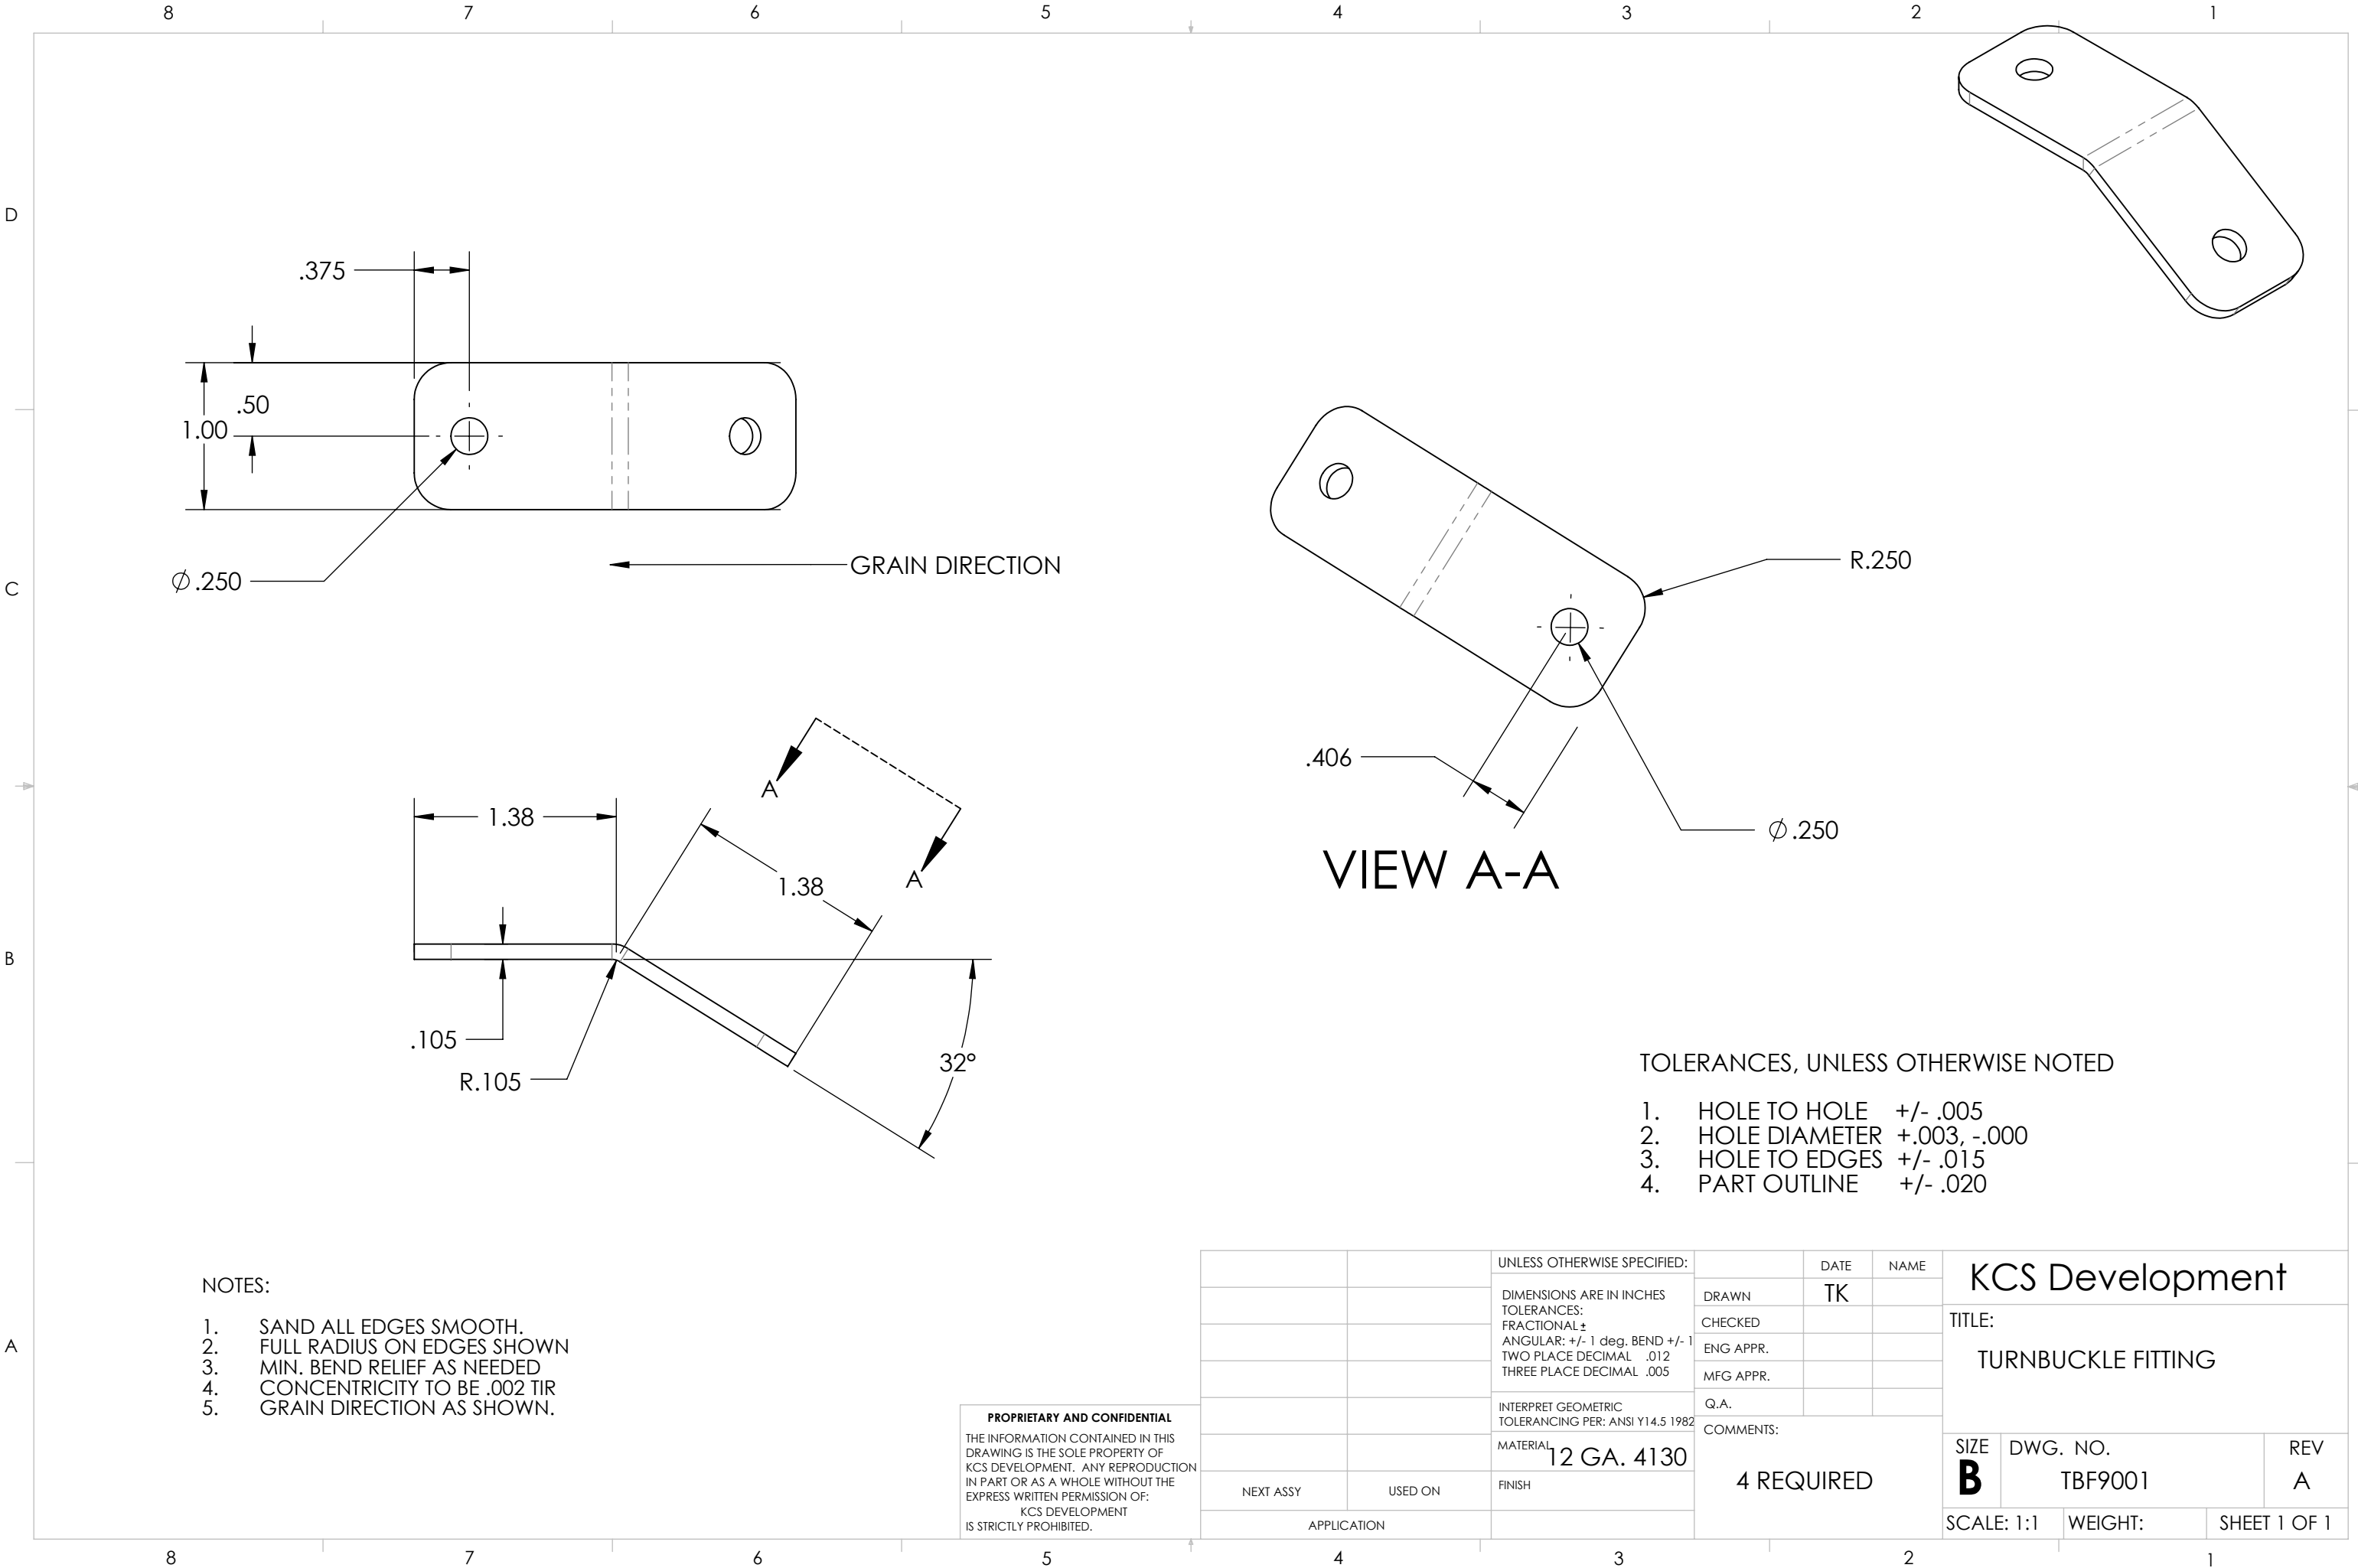 8 7 6 5 4 3 2 1
D
C
B
A
.375
.50
1.00
∅.250
GRAIN DIRECTION
R.250
.406
∅.250
VIEW A-A
A
A
1.38
1.38
.105
R.105
32°
TOLERANCES, UNLESS OTHERWISE NOTED
1. HOLE TO HOLE +/- .005
2. HOLE DIAMETER +.003, -.000
3. HOLE TO EDGES +/- .015
4. PART OUTLINE +/- .020
NOTES:
1. SAND ALL EDGES SMOOTH.
2. FULL RADIUS ON EDGES SHOWN
3. MIN. BEND RELIEF AS NEEDED
4. CONCENTRICITY TO BE .002 TIR
5. GRAIN DIRECTION AS SHOWN.
PROPRIETARY AND CONFIDENTIAL
THE INFORMATION CONTAINED IN THIS
DRAWING IS THE SOLE PROPERTY OF
KCS DEVELOPMENT. ANY REPRODUCTION
IN PART OR AS A WHOLE WITHOUT THE
EXPRESS WRITTEN PERMISSION OF:
KCS DEVELOPMENT
IS STRICTLY PROHIBITED.
NEXT ASSY
USED ON
APPLICATION
UNLESS OTHERWISE SPECIFIED:
DIMENSIONS ARE IN INCHES
TOLERANCES:
FRACTIONAL ±
ANGULAR: +/- 1 deg. BEND +/- 1
TWO PLACE DECIMAL .012
THREE PLACE DECIMAL .005
INTERPRET GEOMETRIC
TOLERANCING PER: ANSI Y14.5 1982
MATERIAL
12 GA. 4130
FINISH
DATE NAME
DRAWN TK
CHECKED
ENG APPR.
MFG APPR.
Q.A.
COMMENTS:
4 REQUIRED
KCS Development
TITLE:
TURNBUCKLE FITTING
SIZE DWG. NO. REV
B TBF9001 A
SCALE: 1:1 WEIGHT: SHEET 1 OF 1
8 7 6 5 4 3 2 1